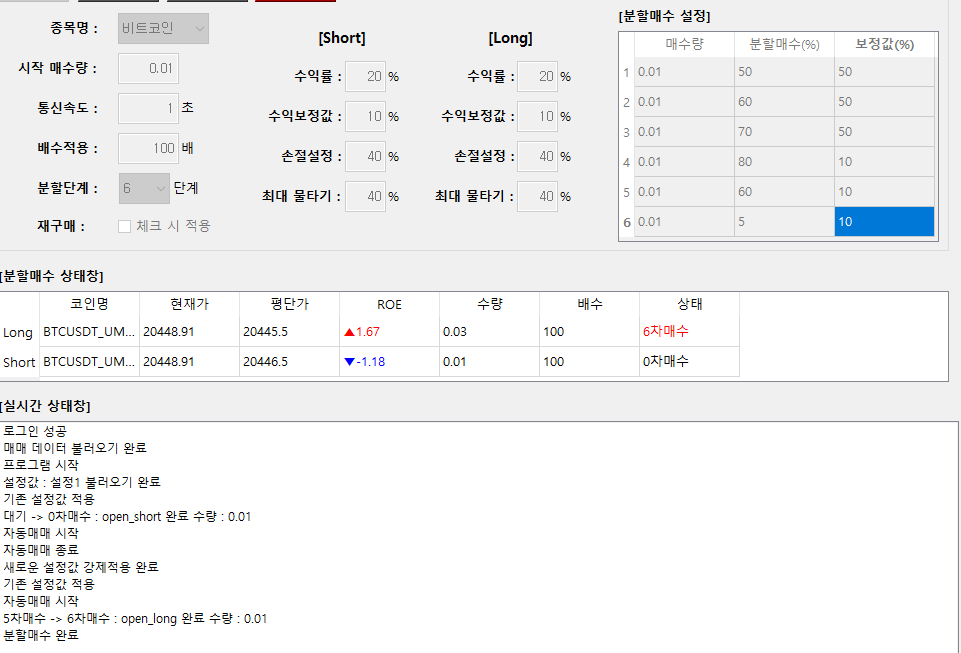 종목명 : 비트코인
시작 매수량 : 0.01
통신속도 : 1 초
배수적용 : 100 배
분할단계 : 6 단계
재구매 : 체크 시 적용
[Short]
수익률 : 20 %
수익보정값 : 10 %
손절설정 : 40 %
최대 물타기 : 40 %
[Long]
수익률 : 20 %
수익보정값 : 10 %
손절설정 : 40 %
최대 물타기 : 40 %
[분할매수 설정]
매수량 분할매수(%) 보정값(%)
1 0.01 50 50
2 0.01 60 50
3 0.01 70 50
4 0.01 80 10
5 0.01 60 10
6 0.01 5 10
[분할매수 상태창]
코인명 현재가 평단가 ROE 수량 배수 상태
Long BTCUSDT_UM... 20448.91 20445.5 ▲1.67 0.03 100 6차매수
Short BTCUSDT_UM... 20448.91 20446.5 ▼-1.18 0.01 100 0차매수
[실시간 상태창]
로그인 성공
매매 데이터 불러오기 완료
프로그램 시작
설정값 : 설정1 불러오기 완료
기존 설정값 적용
대기 -> 0차매수 : open_short 완료 수량 : 0.01
자동매매 시작
자동매매 종료
새로운 설정값 강제적용 완료
기존 설정값 적용
자동매매 시작
5차매수 -> 6차매수 : open_long 완료 수량 : 0.01
분할매수 완료